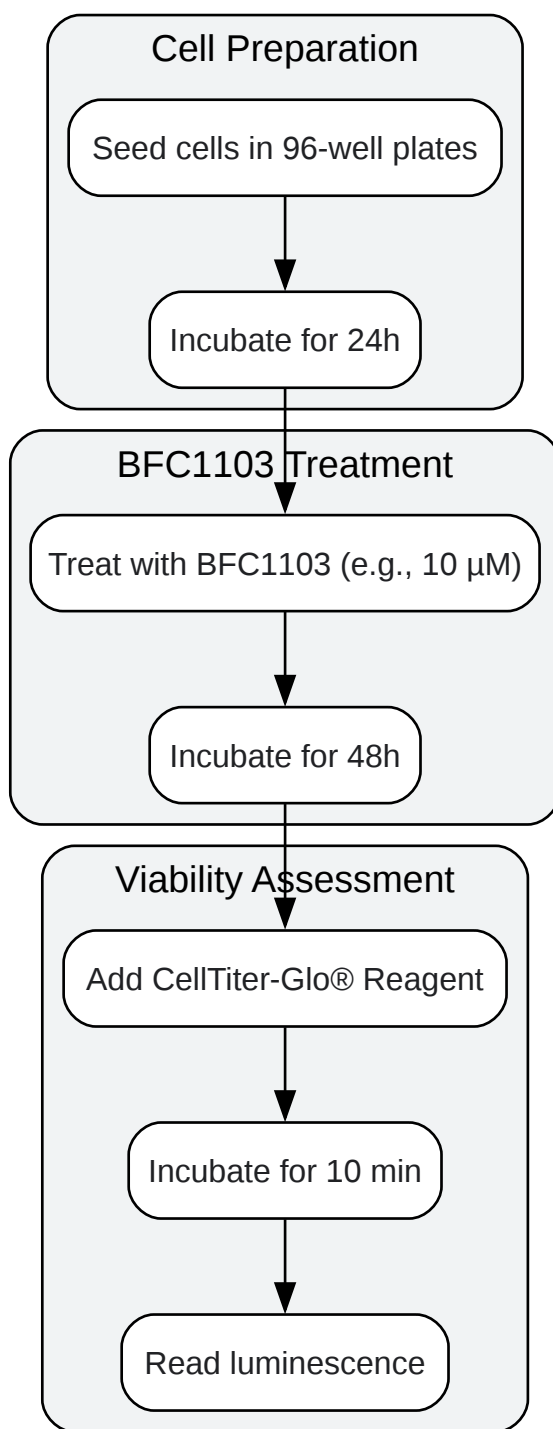 Cell Preparation
Seed cells in 96-well plates
Incubate for 24h
BFC1103 Treatment
Treat with BFC1103 (e.g., 10 µM)
Incubate for 48h
Viability Assessment
Add CellTiter-Glo® Reagent
Incubate for 10 min
Read luminescence